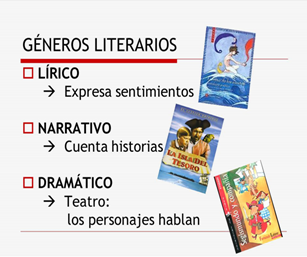 GÉNEROS LITERARIOS
LÍRICO
→ Expresa sentimientos
NARRATIVO
→ Cuenta historias
LA ISLA DEL
TESORO
DRAMÁTICO
→ Teatro:
los personajes hablan